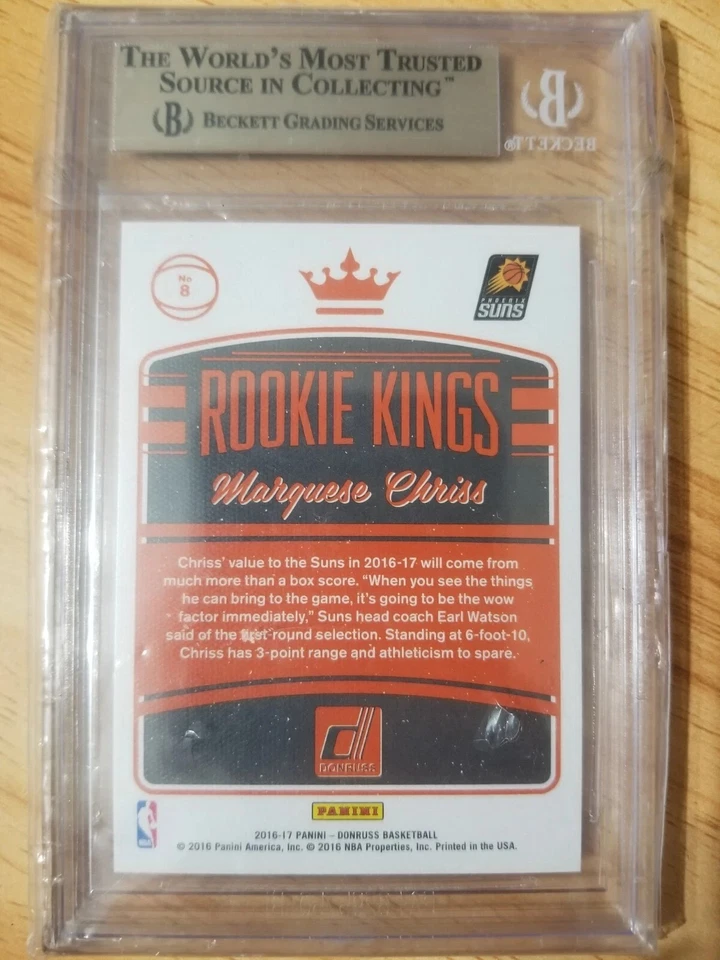 THE WORLD'S MOST TRUSTED
SOURCE IN COLLECTING™
B BECKETT GRADING SERVICES
B
BECKETT®
No
8
PHOENIX
SUNS
ROOKIE KINGS
Marquese Chriss
Chriss' value to the Suns in 2016-17 will come from
much more than a box score. “When you see the things
he can bring to the game, it's going to be the wow
factor immediately,” Suns head coach Earl Watson
said of the first-round selection. Standing at 6-foot-10,
Chriss has 3-point range and athleticism to spare.
d
DONRUSS
PANINI
NBA
2016-17 PANINI – DONRUSS BASKETBALL
© 2016 Panini America, Inc. © 2016 NBA Properties, Inc. Printed in the USA.